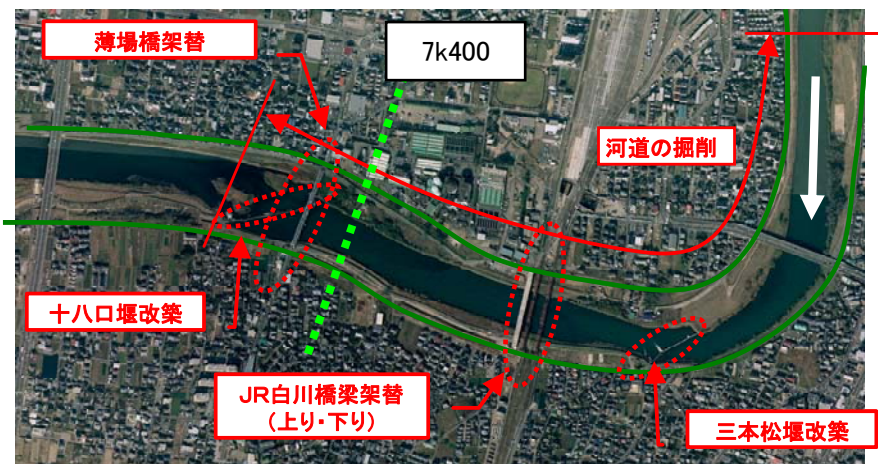 薄場橋架替
7k400
河道の掘削
十八口堰改築
JR白川橋梁架替
(上り・下り)
三本松堰改築